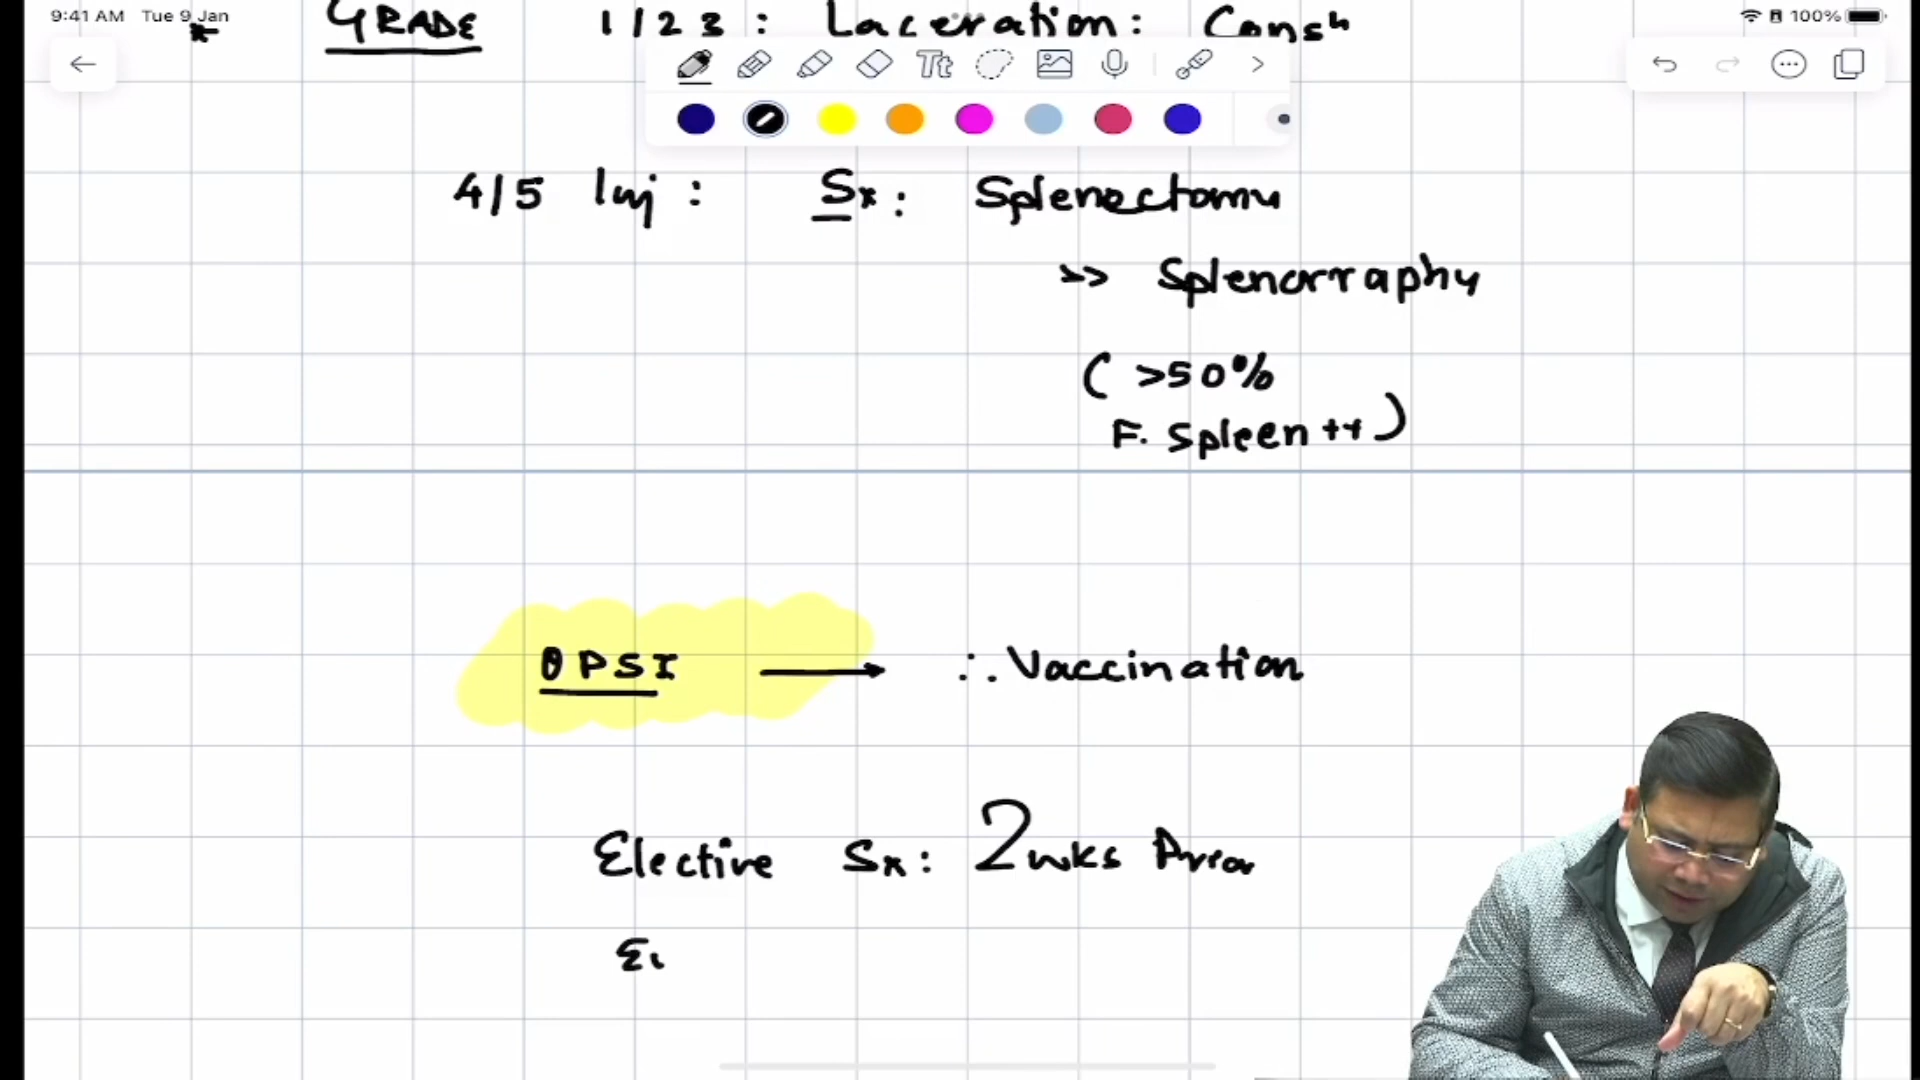 9:41 AM Tue 9 Jan
100%
GRADE 1/2 3 : Laceration :
Tt
4/5 Inj : Sx : Splenectomy
>> Splenorraphy
( >50%
F. Spleen ++ )
OPSI → ∴ Vaccination
Elective Sx : 2wks Prior